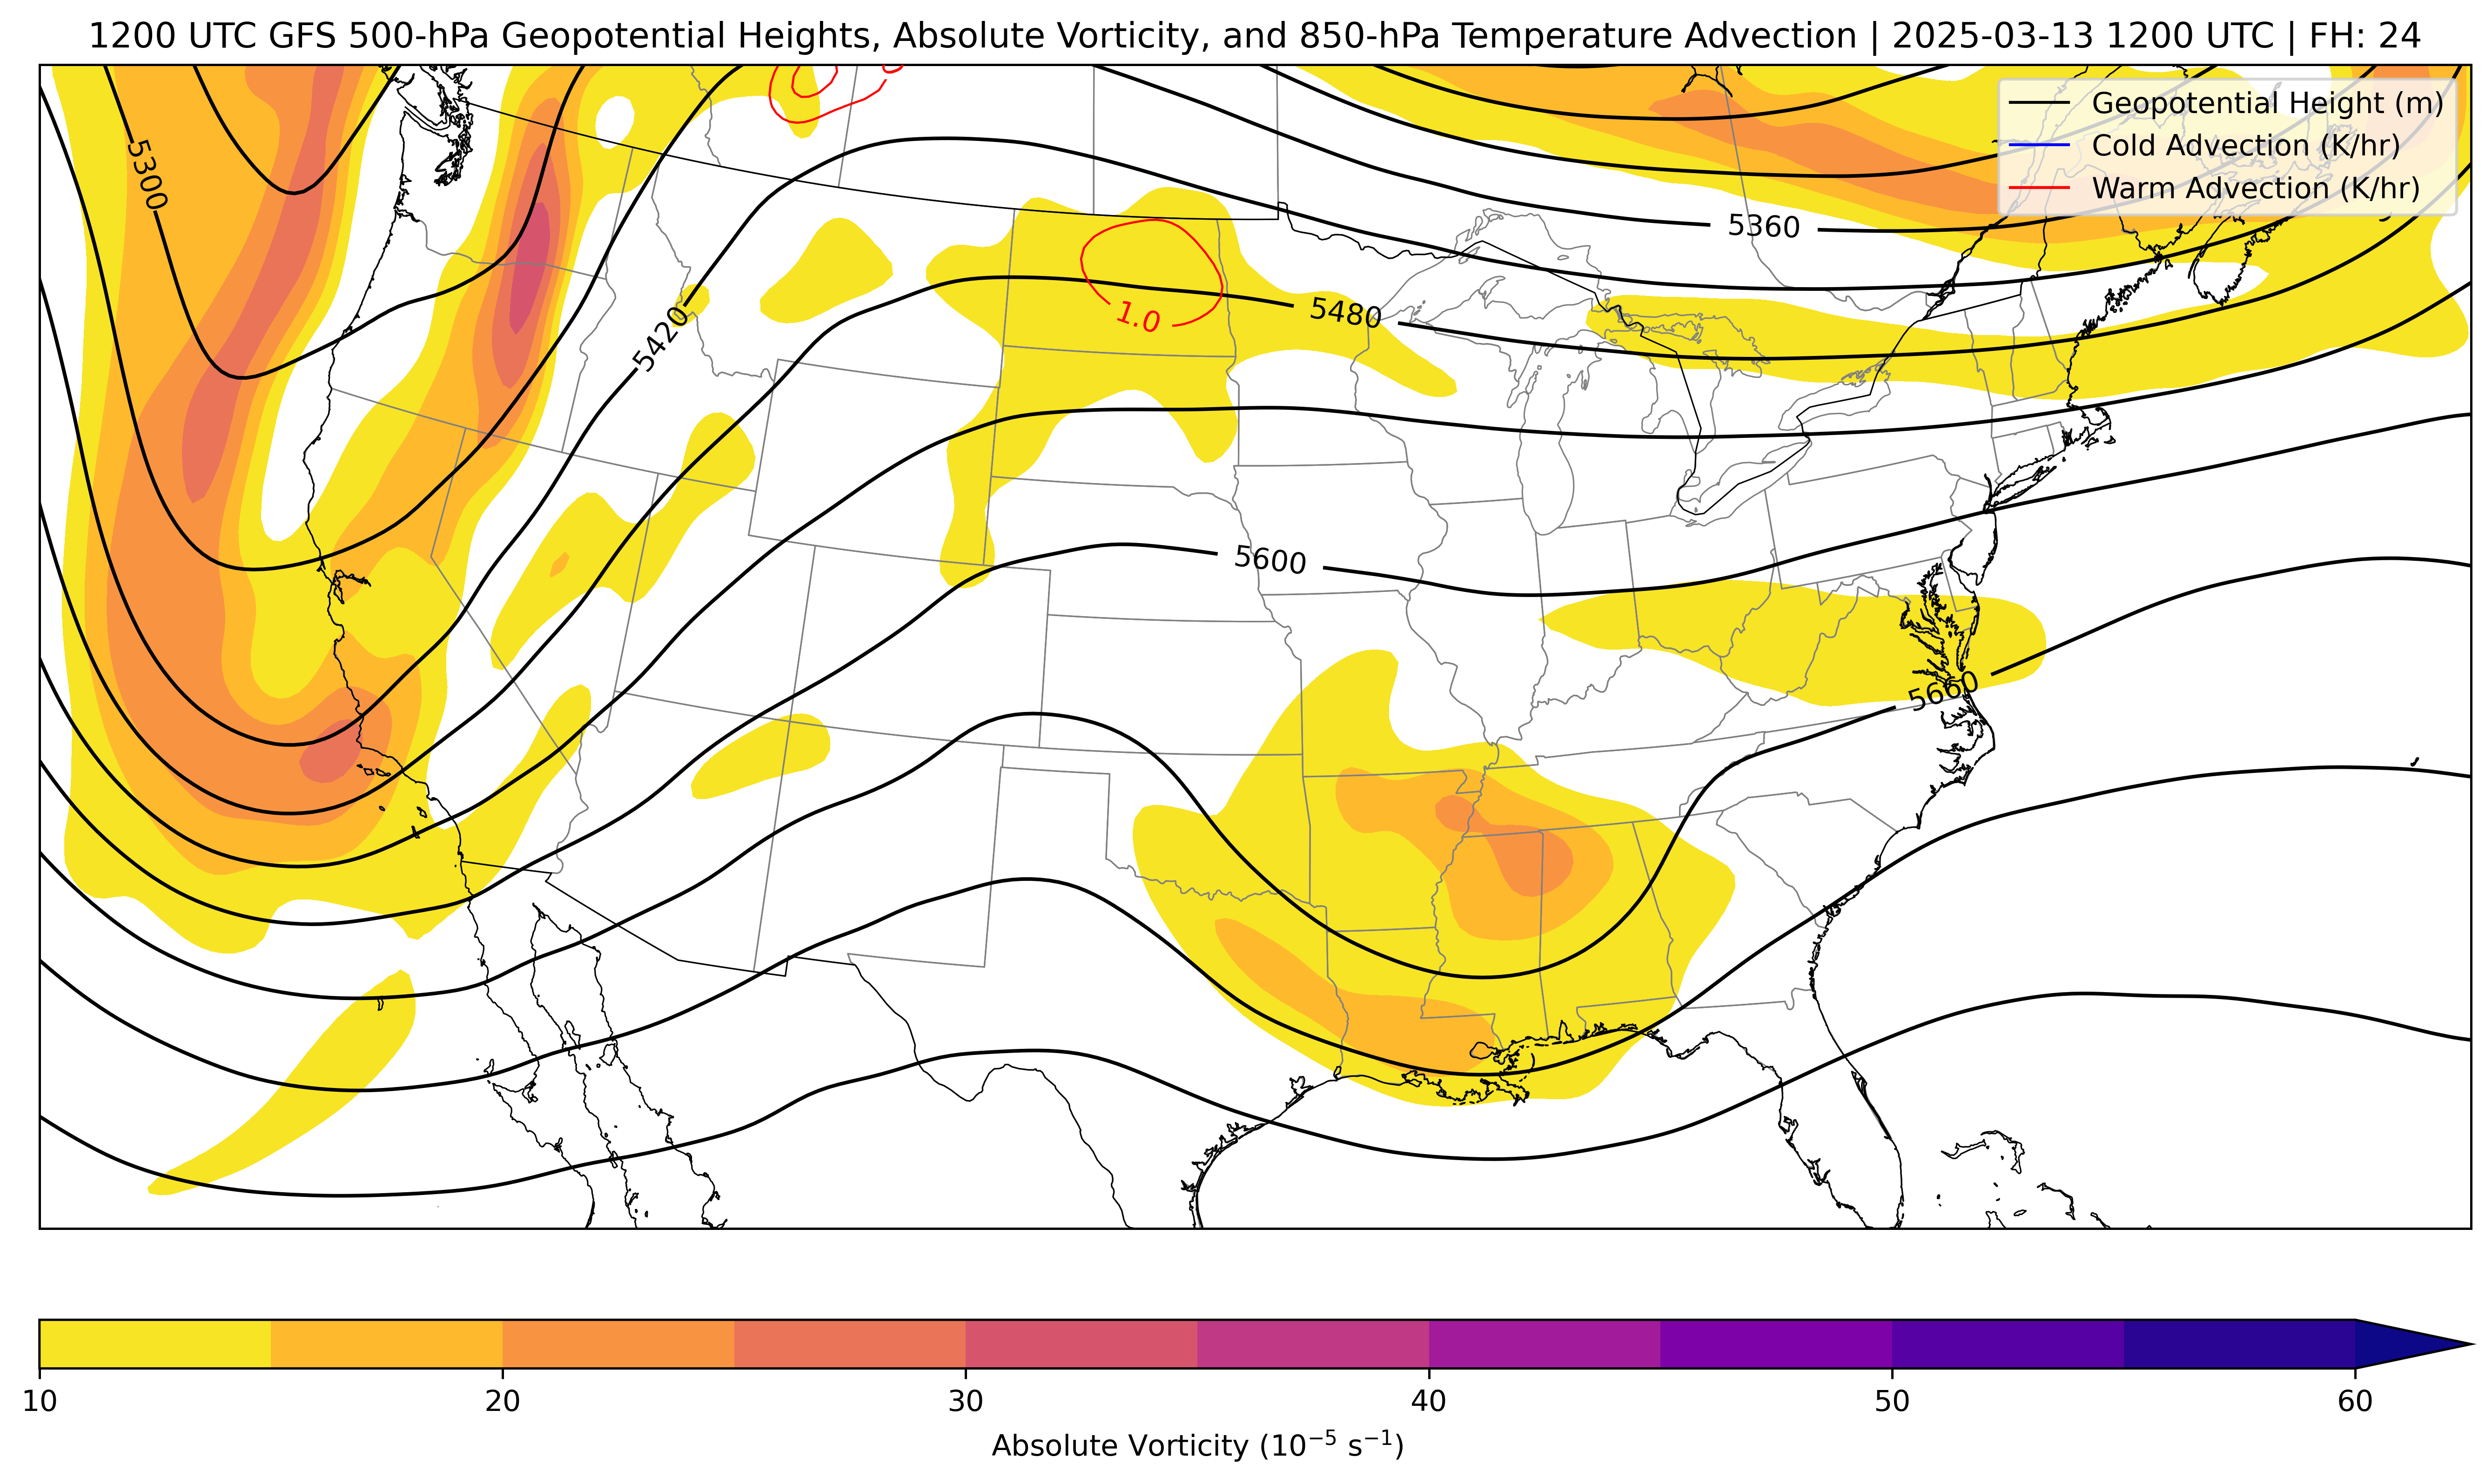 1200 UTC GFS 500-hPa Geopotential Heights, Absolute Vorticity, and 850-hPa Temperature Advection | 2025-03-13 1200 UTC | FH: 24
Geopotential Height (m)
Cold Advection (K/hr)
Warm Advection (K/hr)
5300
5360
5420
5480
1.0
5600
5660
10 20 30 40 50 60
Absolute Vorticity (10⁻⁵ s⁻¹)